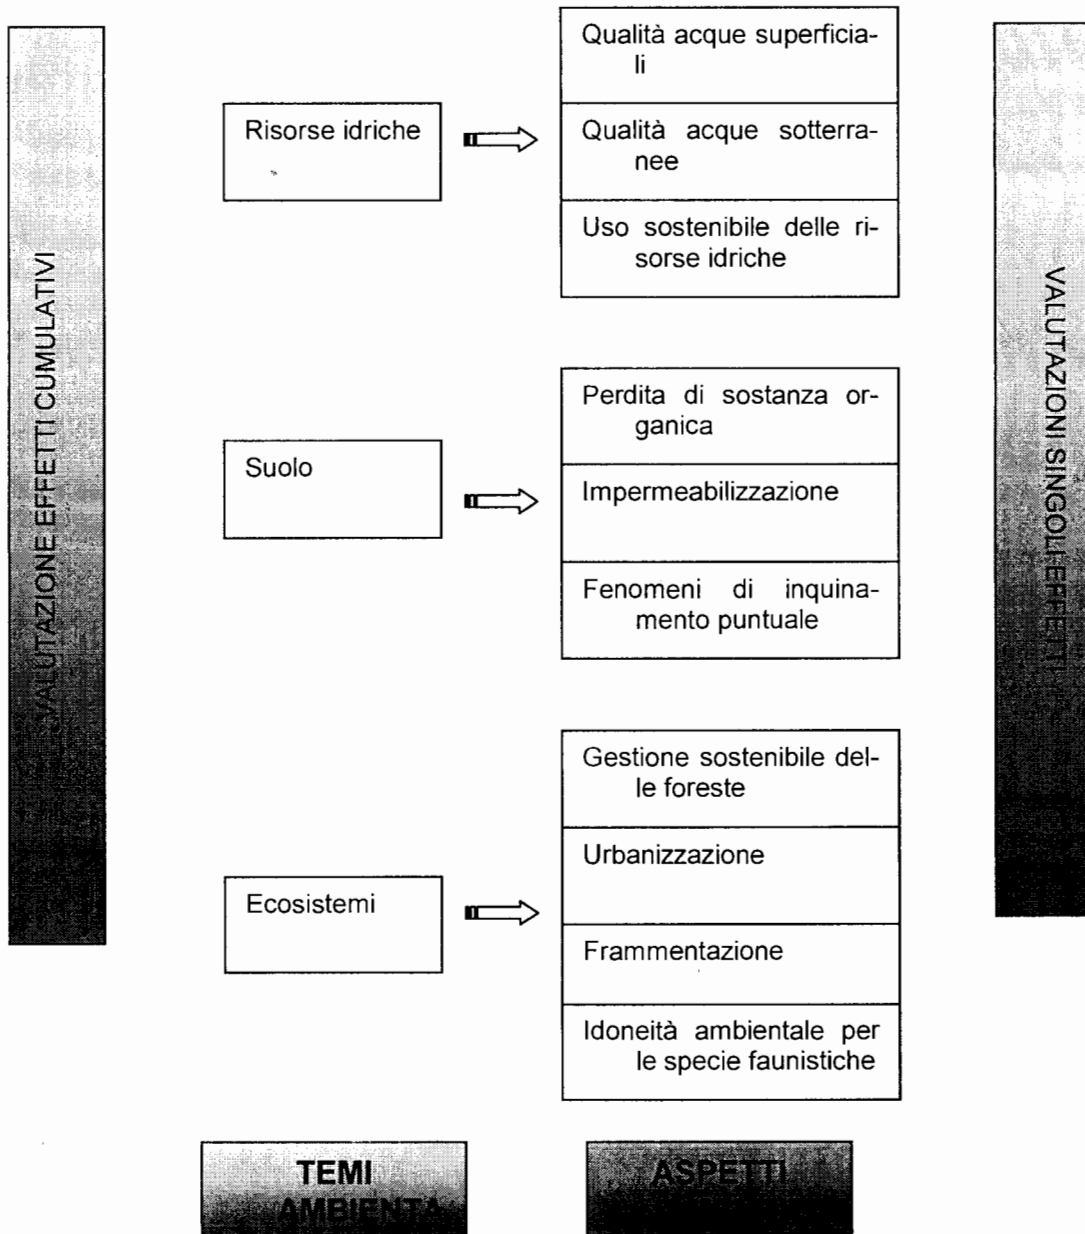 VALUTAZIONE EFFETTI CUMULATIVI
Risorse idriche
Qualità acque superficia-
li
Qualità acque sotterra-
nee
Uso sostenibile delle ri-
sorse idriche
Suolo
Perdita di sostanza or-
ganica
Impermeabilizzazione
Fenomeni di inquina-
mento puntuale
Ecosistemi
Gestione sostenibile del-
le foreste
Urbanizzazione
Frammentazione
Idoneità ambientale per
le specie faunistiche
VALUTAZIONI SINGOLI EFFETTI
TEMI
AMBIENTA
ASPETTI